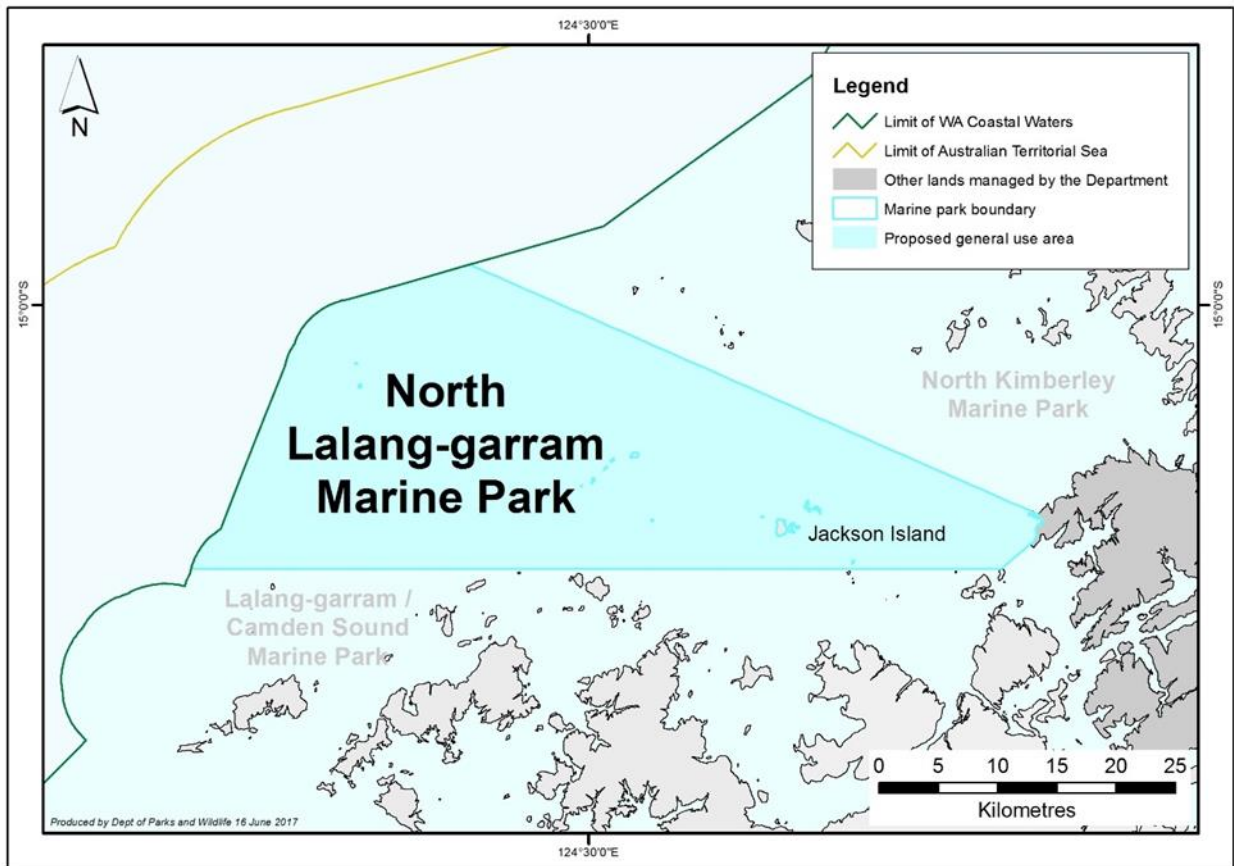 124°30'0"E
N
Legend
Limit of WA Coastal Waters
Limit of Australian Territorial Sea
Other lands managed by the Department
Marine park boundary
Proposed general use area
15°0'0"S
15°0'0"S
North
Lalang-garram
Marine Park
North Kimberley
Marine Park
Jackson Island
Lalang-garram /
Camden Sound
Marine Park
0 5 10 15 20 25
Kilometres
Produced by Dept of Parks and Wildlife 16 June 2017
124°30'0"E